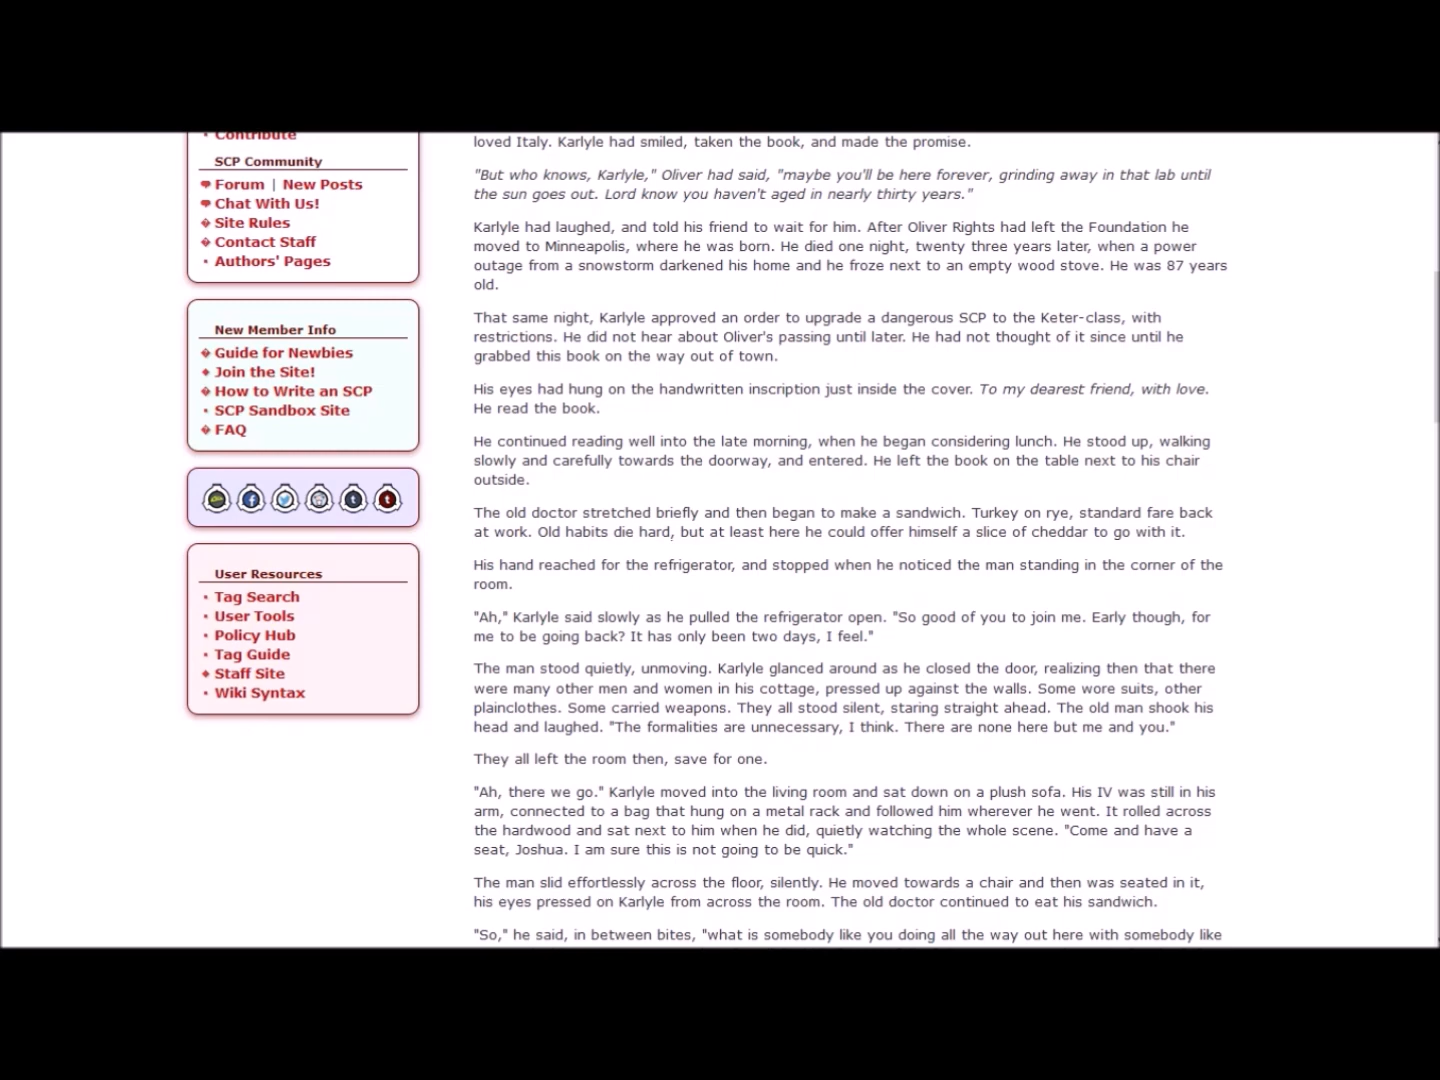 Contribute
SCP Community
Forum | New Posts
Chat With Us!
Site Rules
Contact Staff
Authors' Pages
New Member Info
Guide for Newbies
Join the Site!
How to Write an SCP
SCP Sandbox Site
FAQ
User Resources
Tag Search
User Tools
Policy Hub
Tag Guide
Staff Site
Wiki Syntax
loved Italy. Karlyle had smiled, taken the book, and made the promise.
"But who knows, Karlyle," Oliver had said, "maybe you'll be here forever, grinding away in that lab until
the sun goes out. Lord know you haven't aged in nearly thirty years."
Karlyle had laughed, and told his friend to wait for him. After Oliver Rights had left the Foundation he
moved to Minneapolis, where he was born. He died one night, twenty three years later, when a power
outage from a snowstorm darkened his home and he froze next to an empty wood stove. He was 87 years
old.
That same night, Karlyle approved an order to upgrade a dangerous SCP to the Keter-class, with
restrictions. He did not hear about Oliver's passing until later. He had not thought of it since until he
grabbed this book on the way out of town.
His eyes had hung on the handwritten inscription just inside the cover. To my dearest friend, with love.
He read the book.
He continued reading well into the late morning, when he began considering lunch. He stood up, walking
slowly and carefully towards the doorway, and entered. He left the book on the table next to his chair
outside.
The old doctor stretched briefly and then began to make a sandwich. Turkey on rye, standard fare back
at work. Old habits die hard, but at least here he could offer himself a slice of cheddar to go with it.
His hand reached for the refrigerator, and stopped when he noticed the man standing in the corner of the
room.
"Ah," Karlyle said slowly as he pulled the refrigerator open. "So good of you to join me. Early though, for
me to be going back? It has only been two days, I feel."
The man stood quietly, unmoving. Karlyle glanced around as he closed the door, realizing then that there
were many other men and women in his cottage, pressed up against the walls. Some wore suits, other
plainclothes. Some carried weapons. They all stood silent, staring straight ahead. The old man shook his
head and laughed. "The formalities are unnecessary, I think. There are none here but me and you."
They all left the room then, save for one.
"Ah, there we go." Karlyle moved into the living room and sat down on a plush sofa. His IV was still in his
arm, connected to a bag that hung on a metal rack and followed him wherever he went. It rolled across
the hardwood and sat next to him when he did, quietly watching the whole scene. "Come and have a
seat, Joshua. I am sure this is not going to be quick."
The man slid effortlessly across the floor, silently. He moved towards a chair and then was seated in it,
his eyes pressed on Karlyle from across the room. The old doctor continued to eat his sandwich.
"So," he said, in between bites, "what is somebody like you doing all the way out here with somebody like